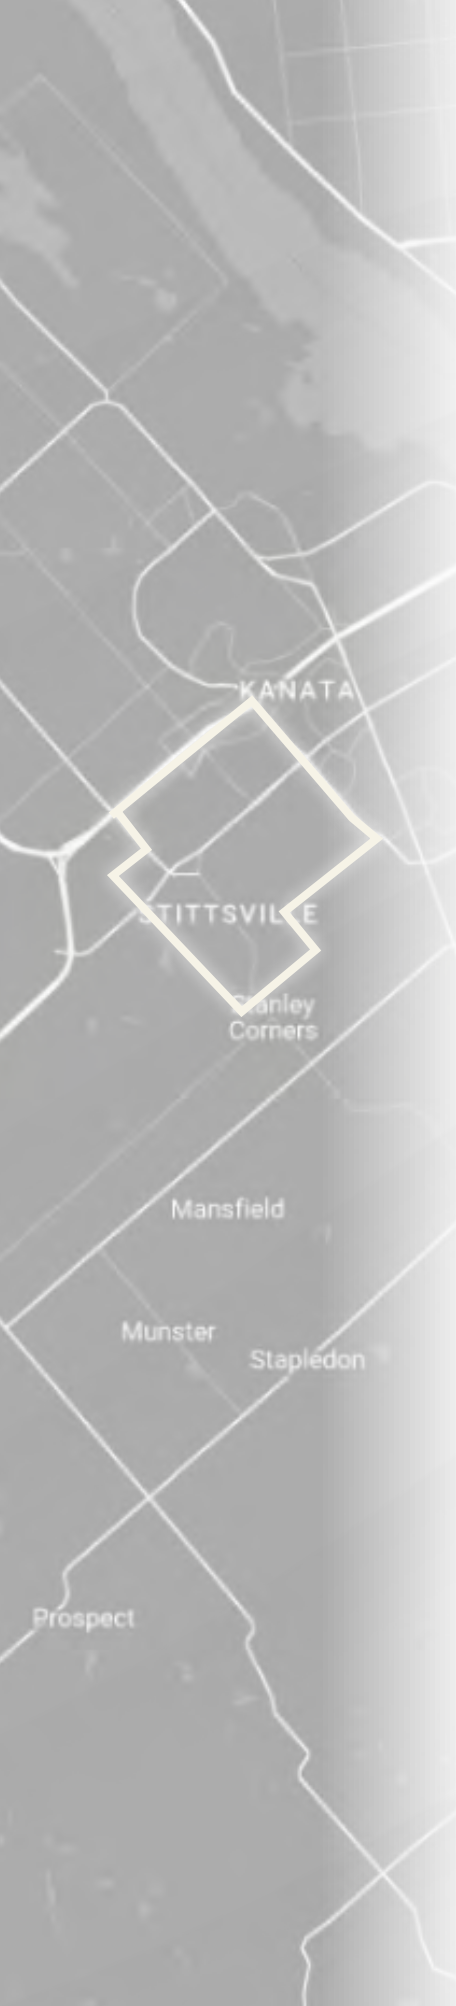 KANATA
STITTSVILLE
Stanley
Corners
Mansfield
Munster
Stapledon
Prospect